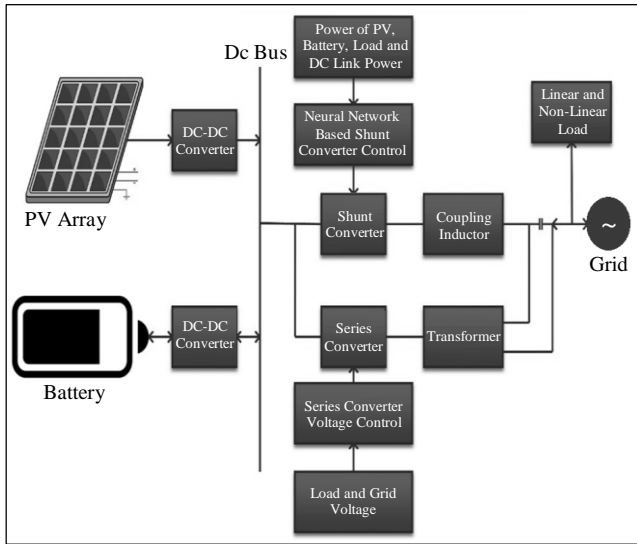 Dc Bus
Power of PV,
Battery, Load and
DC Link Power
Linear and
Non-Linear
Load
DC-DC
Converter
Neural Network
Based Shunt
Converter Control
PV Array
Shunt
Converter
Coupling
Inductor
~
Grid
DC-DC
Converter
Series
Converter
Transformer
Battery
Series Converter
Voltage Control
Load and Grid
Voltage